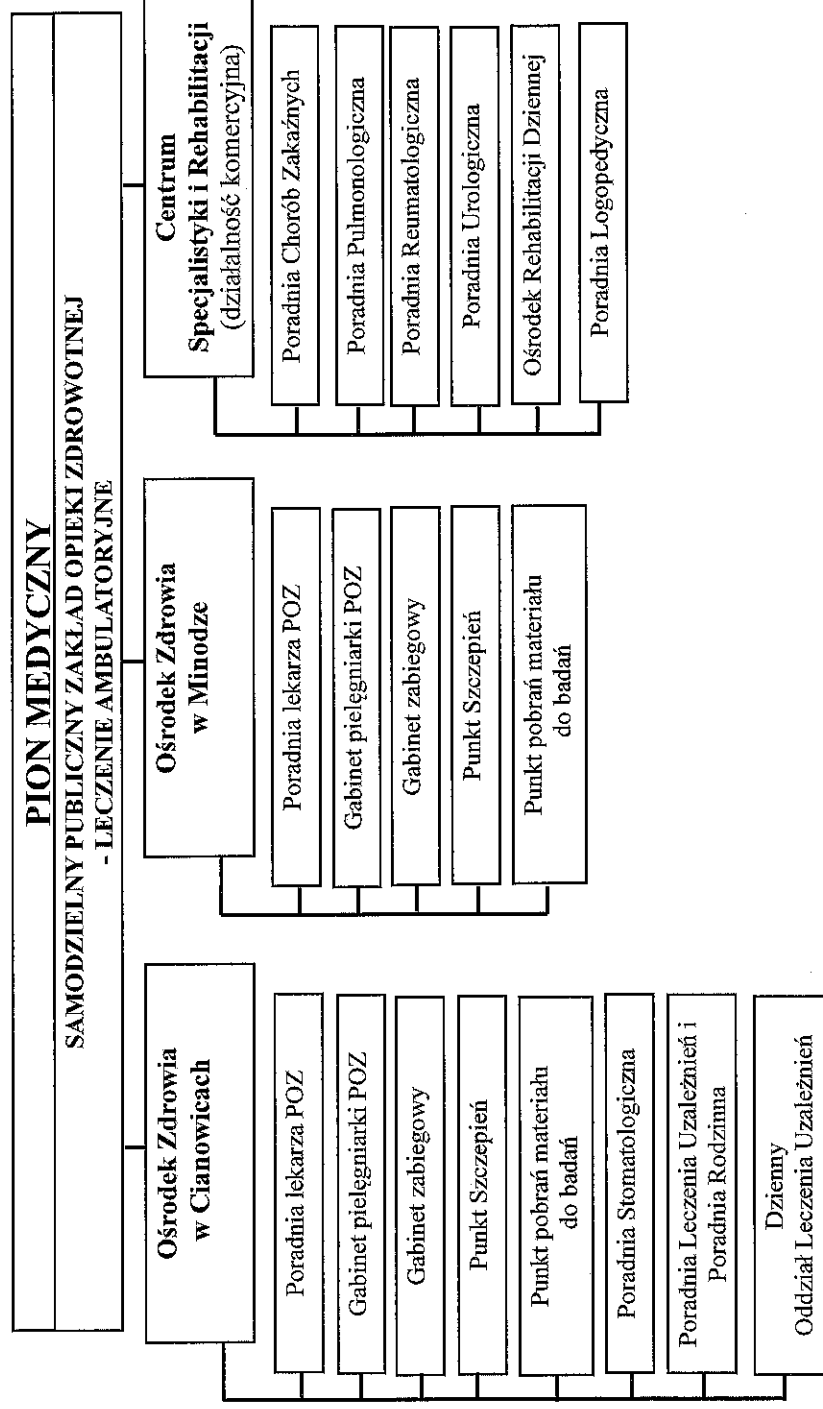 PION MEDYCZNY
SAMODZIELNY PUBLICZNY ZAKŁAD OPIEKI ZDROWOTNEJ
- LECZENIE AMBULATORYJNE
Ośrodek Zdrowia
w Cianowicach
Poradnia lekarza POZ
Gabinet pielęgniarki POZ
Gabinet zabiegowy
Punkt Szczepień
Punkt pobrań materiału
do badań
Poradnia Stomatologiczna
Poradnia Leczenia Uzależnień i
Poradnia Rodzinna
Dzienny
Oddział Leczenia Uzależnień
Ośrodek Zdrowia
w Minodze
Poradnia lekarza POZ
Gabinet pielęgniarki POZ
Gabinet zabiegowy
Punkt Szczepień
Punkt pobrań materiału
do badań
Centrum
Specjalistyki i Rehabilitacji
(działalność komercyjna)
Poradnia Chorób Zakaźnych
Poradnia Pulmonologiczna
Poradnia Reumatologiczna
Poradnia Urologiczna
Ośrodek Rehabilitacji Dziennej
Poradnia Logopedyczna